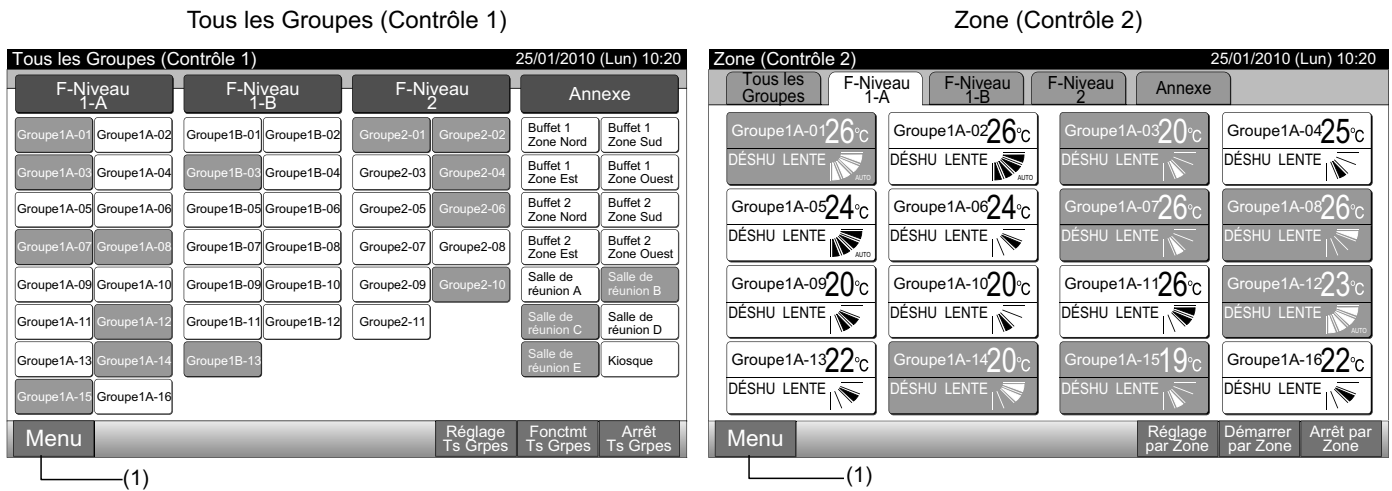 Tous les Groupes (Contrôle 1)
Tous les Groupes (Contrôle 1) 25/01/2010 (Lun) 10:20
F-Niveau 1-A
F-Niveau 1-B
F-Niveau 2
Annexe
Groupe1A-01 Groupe1A-02 Groupe1B-01 Groupe1B-02 Groupe2-01 Groupe2-02 Buffet 1 Zone Nord Buffet 1 Zone Sud
Groupe1A-03 Groupe1A-04 Groupe1B-03 Groupe1B-04 Groupe2-03 Groupe2-04 Buffet 1 Zone Est Buffet 1 Zone Ouest
Groupe1A-05 Groupe1A-06 Groupe1B-05 Groupe1B-06 Groupe2-05 Groupe2-06 Buffet 2 Zone Nord Buffet 2 Zone Sud
Groupe1A-07 Groupe1A-08 Groupe1B-07 Groupe1B-08 Groupe2-07 Groupe2-08 Buffet 2 Zone Est Buffet 2 Zone Ouest
Groupe1A-09 Groupe1A-10 Groupe1B-09 Groupe1B-10 Groupe2-09 Groupe2-10 Salle de réunion A Salle de réunion B
Groupe1A-11 Groupe1A-12 Groupe1B-11 Groupe1B-12 Groupe2-11 Salle de réunion C Salle de réunion D
Groupe1A-13 Groupe1A-14 Groupe1B-13 Salle de réunion E Kiosque
Groupe1A-15 Groupe1A-16
Menu
Réglage Ts Grpes
Fonctmt Ts Grpes
Arrêt Ts Grpes
(1)
Zone (Contrôle 2)
Zone (Contrôle 2) 25/01/2010 (Lun) 10:20
Tous les Groupes
F-Niveau 1-A
F-Niveau 1-B
F-Niveau 2
Annexe
Groupe1A-01 26°C Groupe1A-02 26°C Groupe1A-03 20°C Groupe1A-04 25°C
DÉSHU LENTE AUTO DÉSHU LENTE AUTO DÉSHU LENTE DÉSHU LENTE
Groupe1A-05 24°C Groupe1A-06 24°C Groupe1A-07 26°C Groupe1A-08 26°C
DÉSHU LENTE AUTO DÉSHU LENTE DÉSHU LENTE DÉSHU LENTE
Groupe1A-09 20°C Groupe1A-10 20°C Groupe1A-11 26°C Groupe1A-12 23°C
DÉSHU LENTE DÉSHU LENTE DÉSHU LENTE DÉSHU LENTE AUTO
Groupe1A-13 22°C Groupe1A-14 20°C Groupe1A-15 19°C Groupe1A-16 22°C
DÉSHU LENTE DÉSHU LENTE DÉSHU LENTE DÉSHU LENTE
Menu
Réglage par Zone
Démarrer par Zone
Arrêt par Zone
(1)